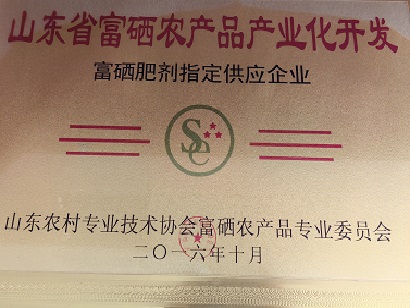 山东省富硒农产品产业化开发
富硒肥剂指定供应企业
Se
山东农村专业技术协会富硒农产品专业委员会
二〇一六年十月